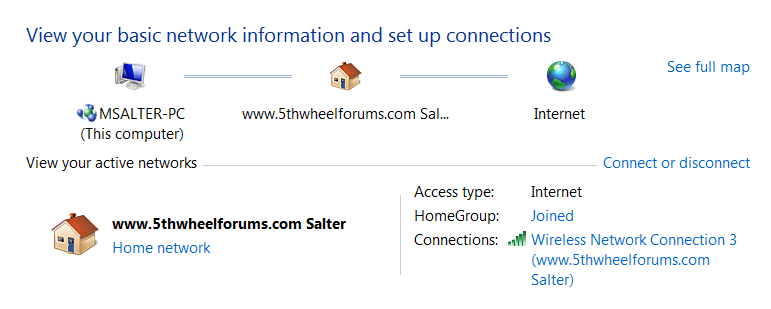 View your basic network information and set up connections
See full map
MSALTER-PC
(This computer)
www.5thwheelforums.com Sal...
Internet
View your active networks
Connect or disconnect
www.5thwheelforums.com Salter
Home network
Access type: Internet
HomeGroup: Joined
Connections: Wireless Network Connection 3
(www.5thwheelforums.com
Salter)